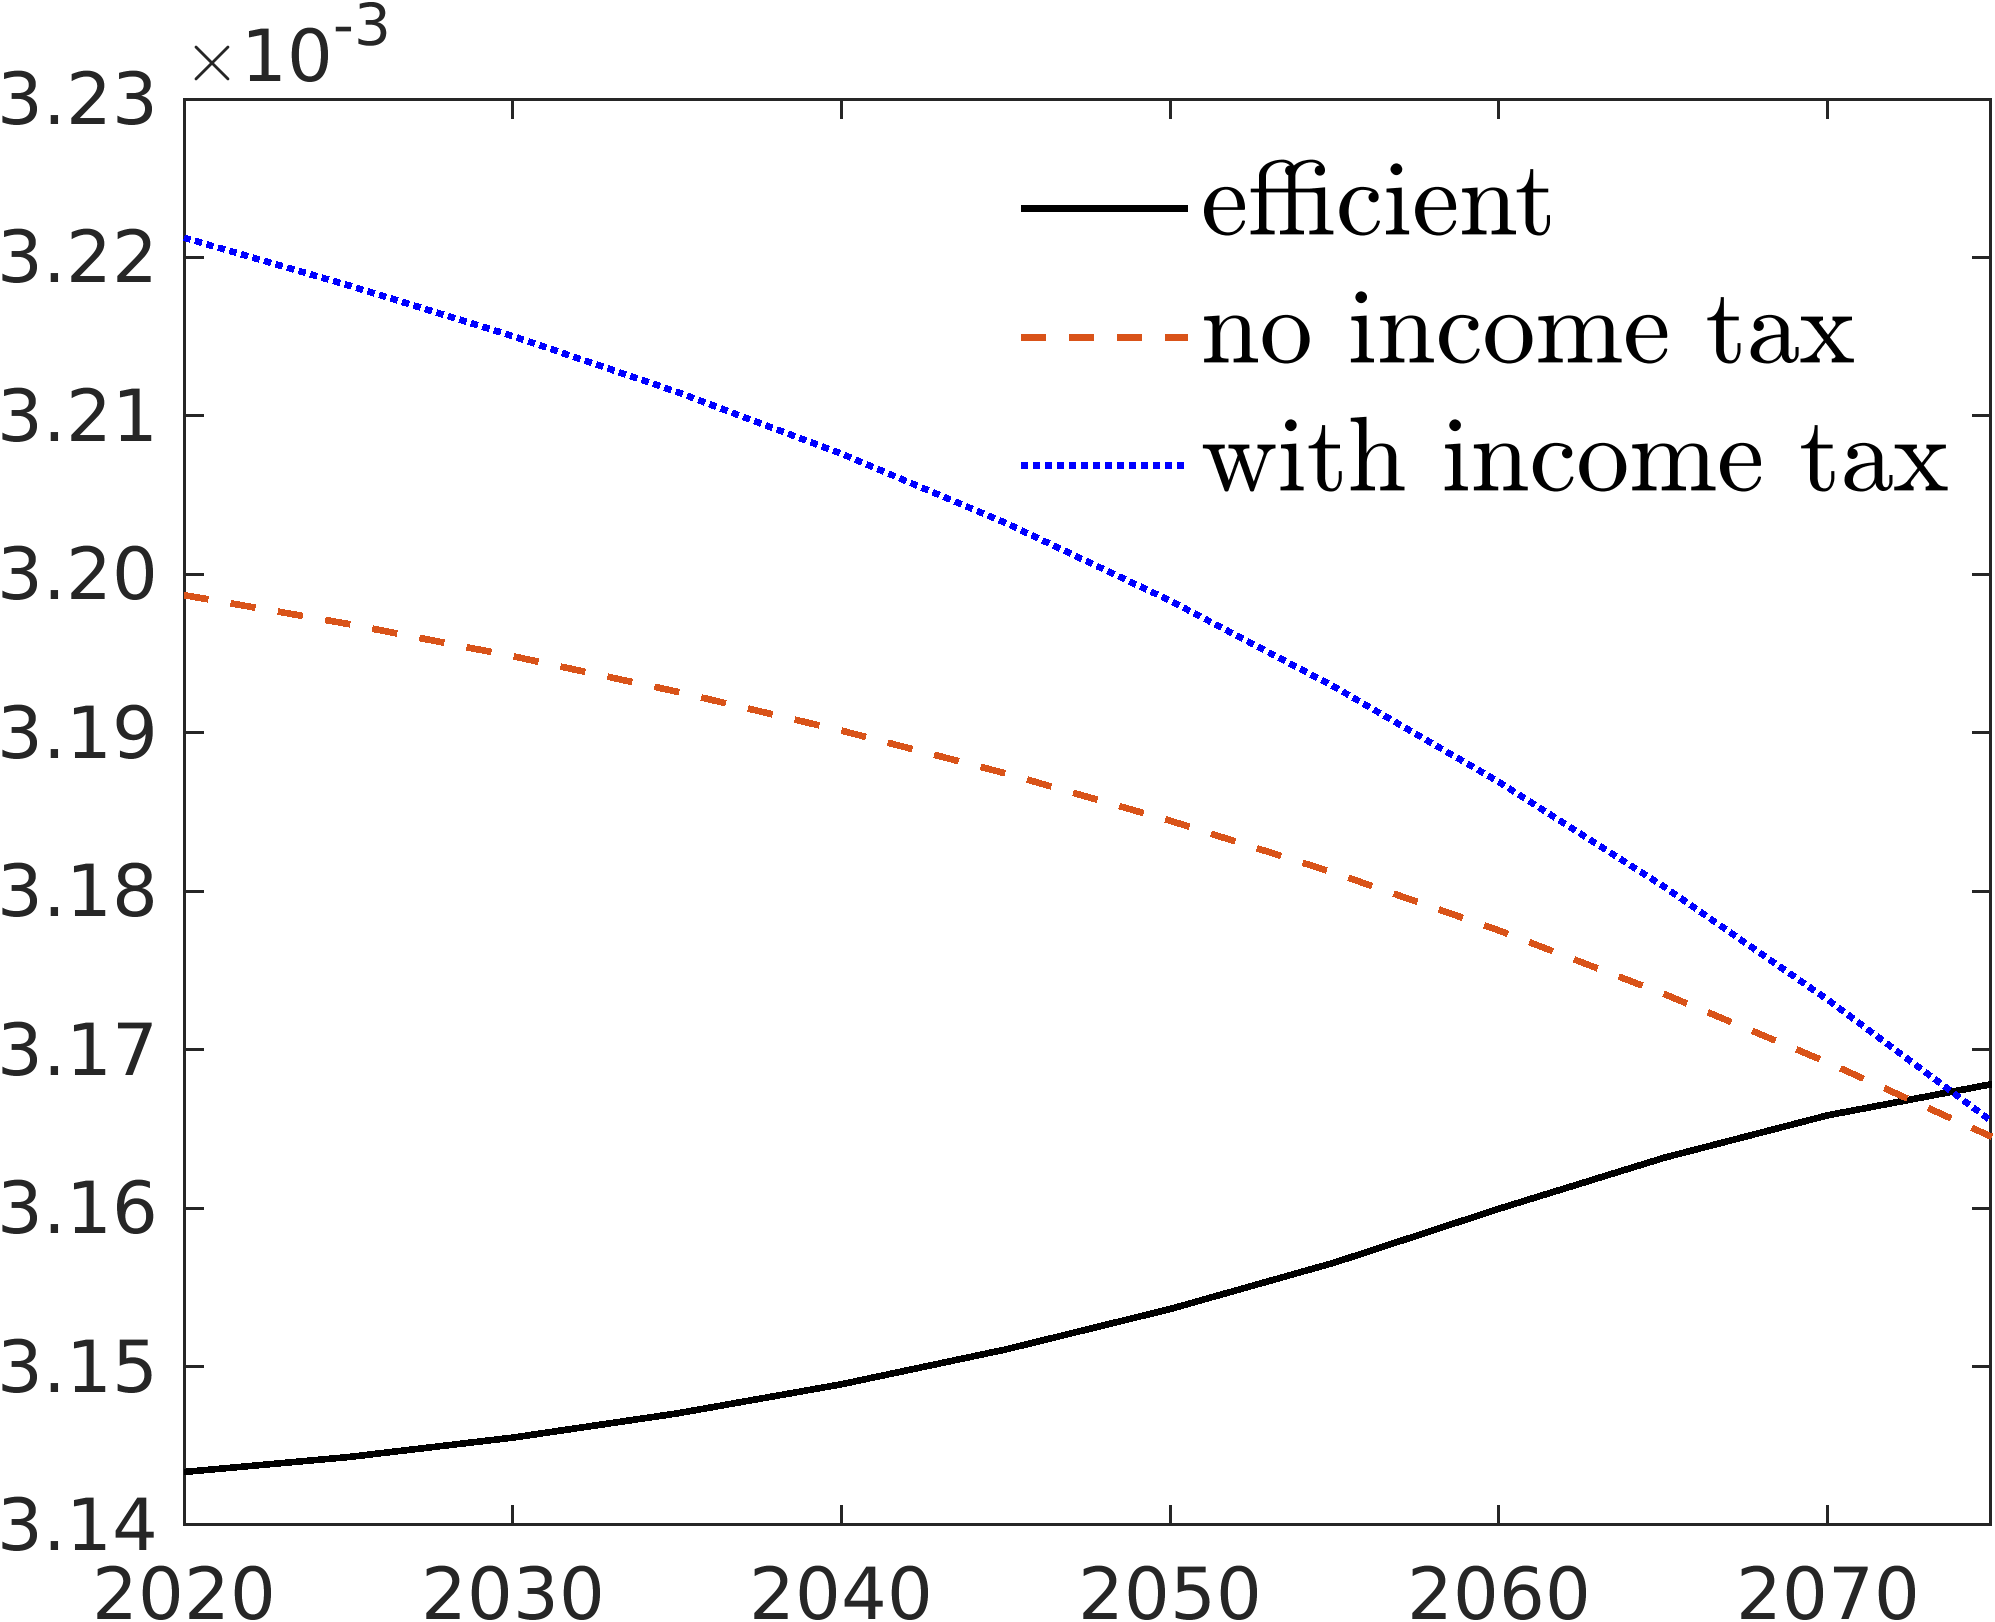 ×10-3
3.23
3.22
3.21
3.20
3.19
3.18
3.17
3.16
3.15
3.14
efficient
no income tax
with income tax
2020 2030 2040 2050 2060 2070